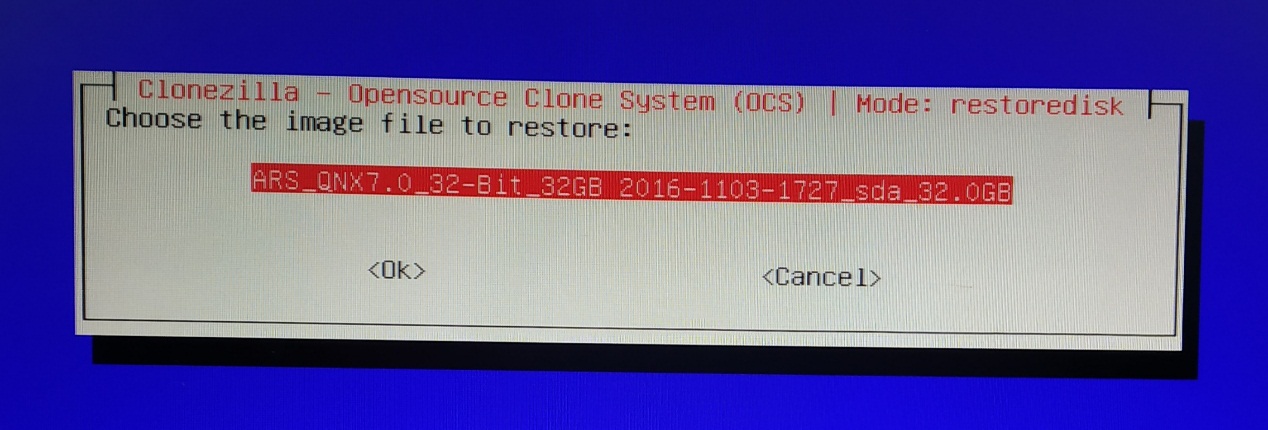 Clonezilla - Opensource Clone System (OCS) | Mode: restoredisk
Choose the image file to restore:
ARS_QNX7.0_32-Bit_32GB 2016-1103-1727_sda_32.0GB
<Ok> <Cancel>